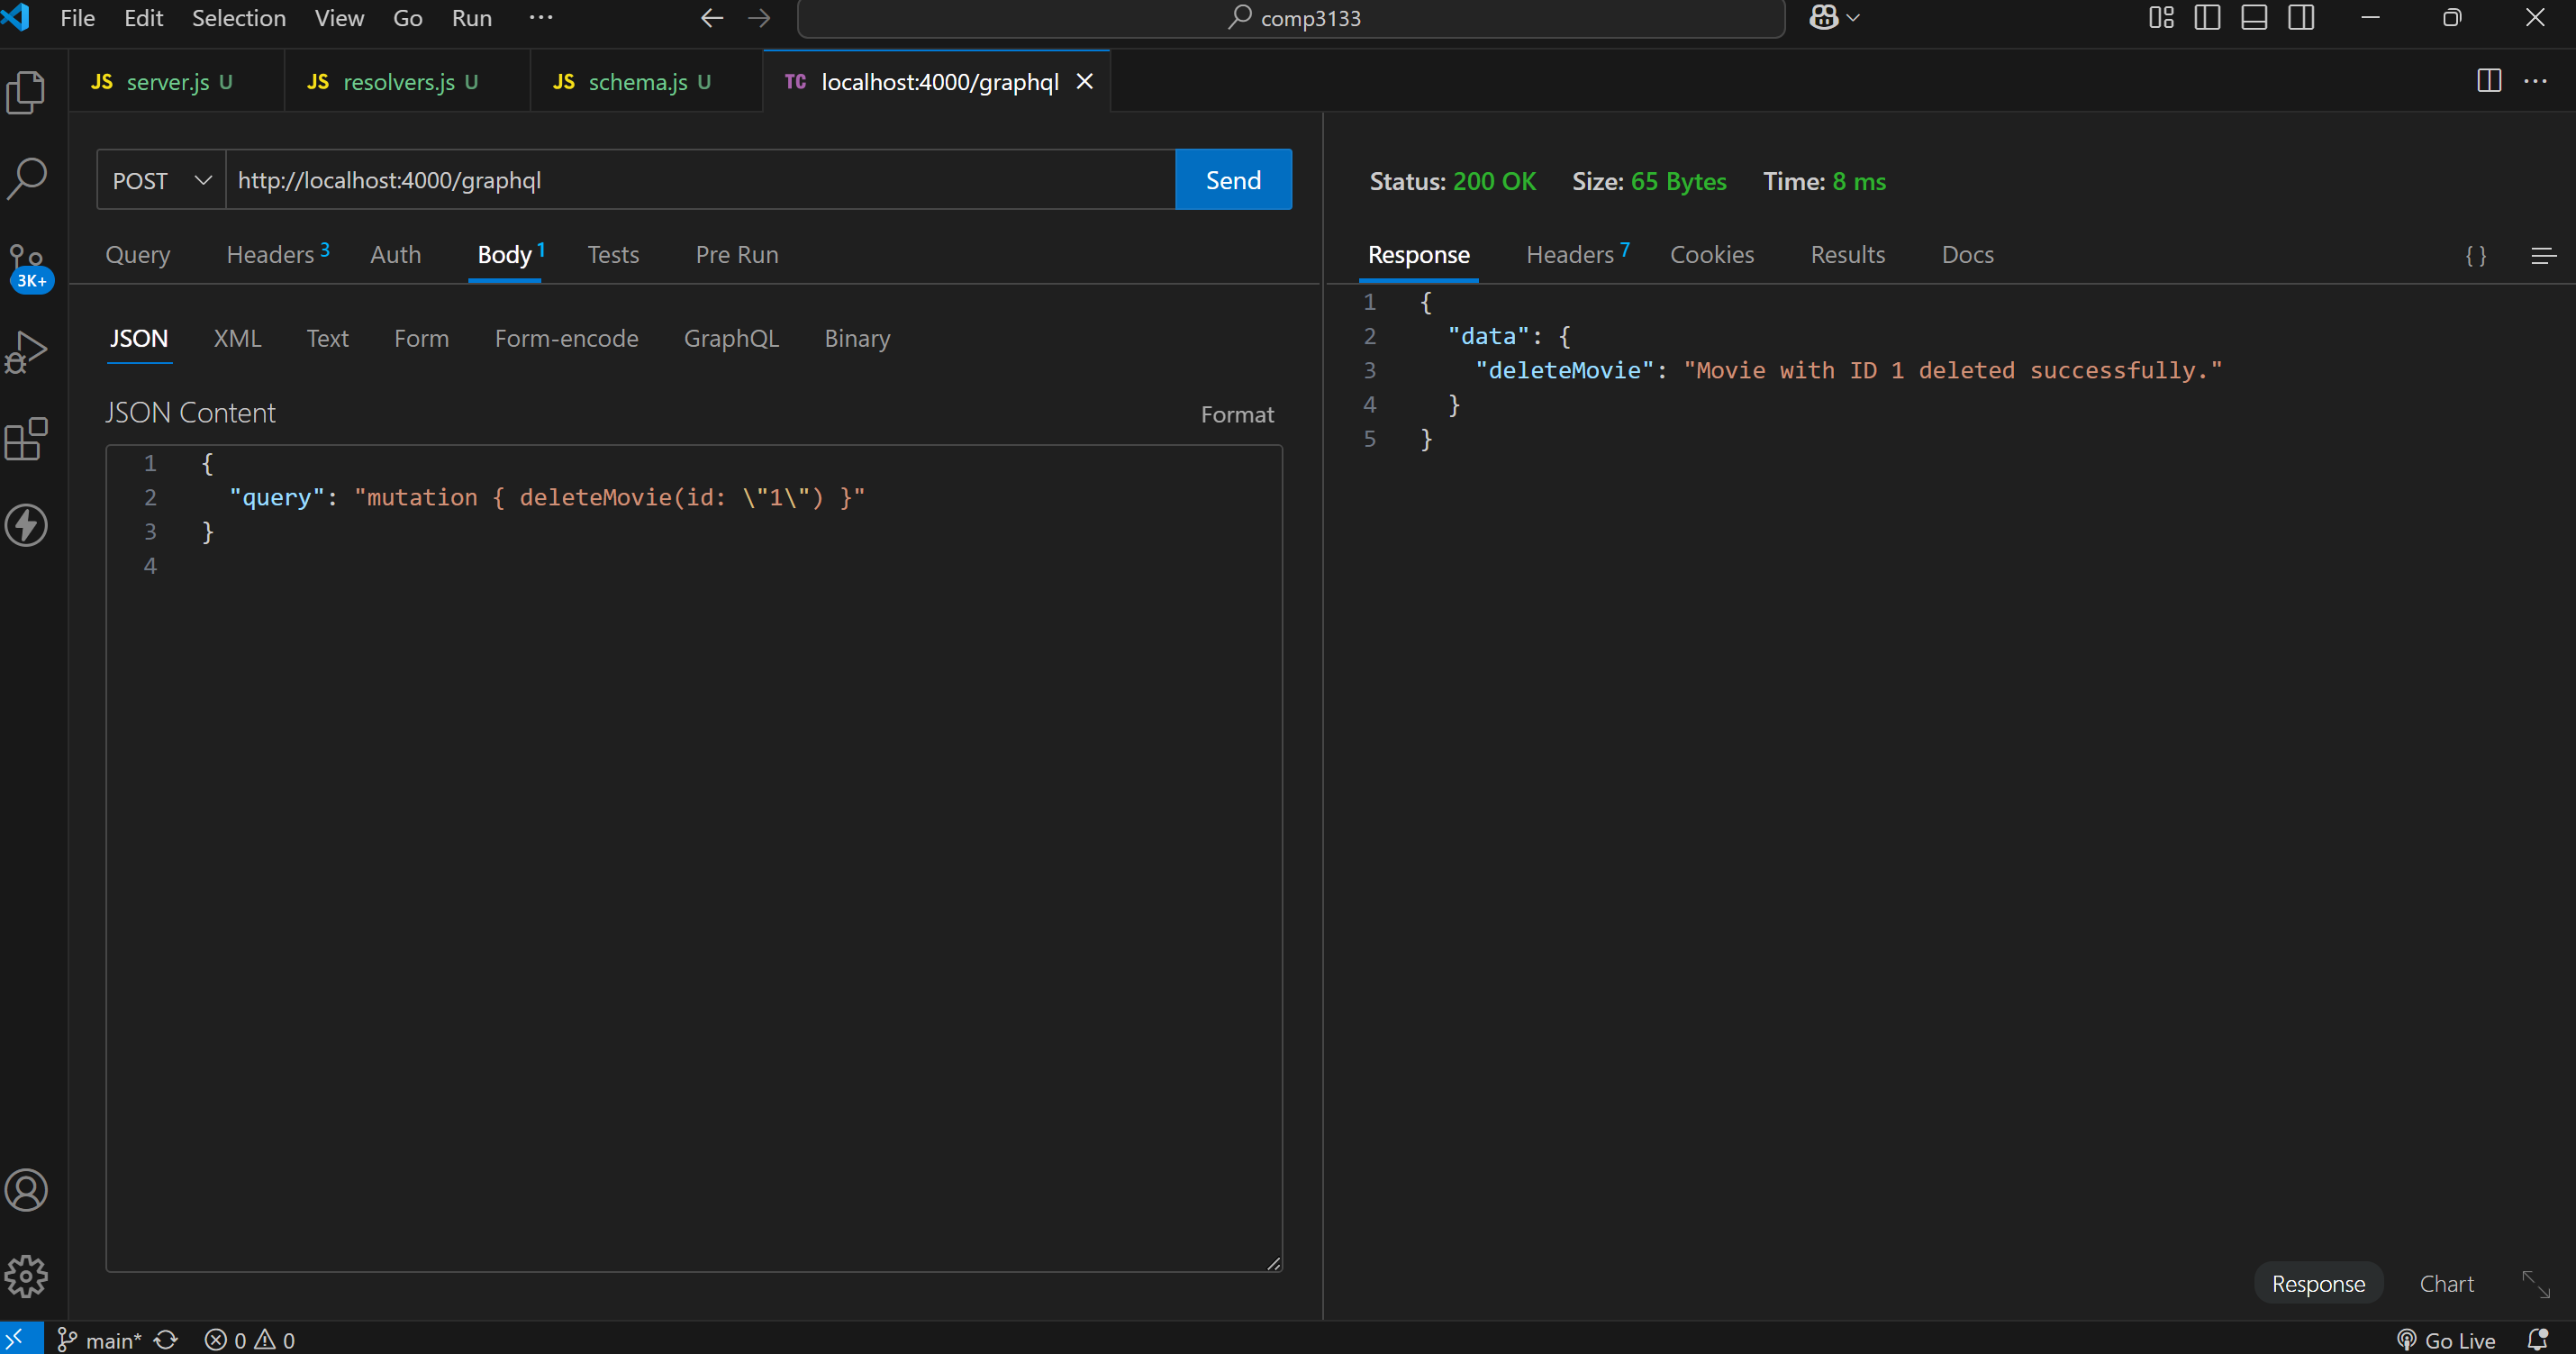 File Edit Selection View Go Run ··· comp3133
JS server.js U JS resolvers.js U JS schema.js U TC localhost:4000/graphql
POST http://localhost:4000/graphql Send
Status: 200 OK Size: 65 Bytes Time: 8 ms
Query Headers 3 Auth Body 1 Tests Pre Run
Response Headers 7 Cookies Results Docs { }
3K+
JSON XML Text Form Form-encode GraphQL Binary
JSON Content Format
1 {
2 "query": "mutation { deleteMovie(id: \"1\") }"
3 }
4
1 {
2 "data": {
3 "deleteMovie": "Movie with ID 1 deleted successfully."
4 }
5 }
Response Chart
main* 0 0 Go Live